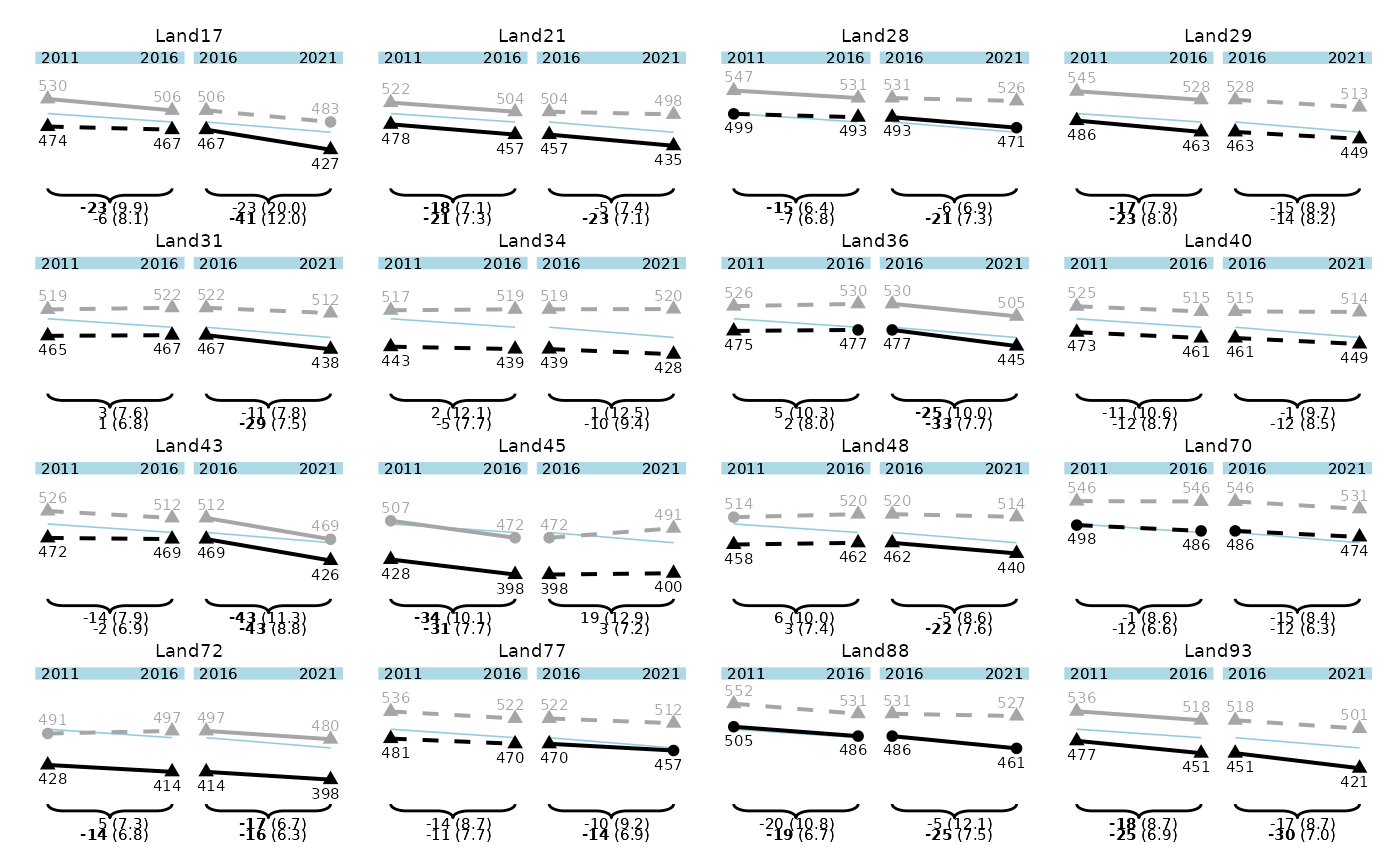 Land17 Land21 Land28 Land29
2011 2016 2016 2021 2011 2016 2016 2021 2011 2016 2016 2021 2011 2016 2016 2021
530 506 506 483 522 504 504 498 547 531 531 526 545 528 528 513
474 467 467 427 478 457 457 435 499 493 493 471 486 463 463 449
-23 (9.9) -23 (20.0) -18 (7.1) -5 (7.4) -15 (6.4) -6 (6.9) -17 (7.9) -15 (8.9)
-6 (8.1) -41 (12.0) -21 (7.3) -23 (7.1) -7 (6.8) -21 (7.3) -23 (8.0) -14 (8.2)
Land31 Land34 Land36 Land40
2011 2016 2016 2021 2011 2016 2016 2021 2011 2016 2016 2021 2011 2016 2016 2021
519 522 522 512 517 519 519 520 526 530 530 505 525 515 515 514
465 467 467 438 443 439 439 428 475 477 477 445 473 461 461 449
3 (7.6) -11 (7.8) 2 (12.1) 1 (12.5) 5 (10.3) -25 (10.0) -11 (10.6) -1 (9.7)
1 (6.8) -29 (7.5) -5 (7.7) -10 (9.4) 2 (8.0) -33 (7.7) -12 (8.7) -12 (8.5)
Land43 Land45 Land48 Land70
2011 2016 2016 2021 2011 2016 2016 2021 2011 2016 2016 2021 2011 2016 2016 2021
526 512 512 469 507 472 472 491 514 520 520 514 546 546 546 531
472 469 469 426 428 398 398 400 458 462 462 440 498 486 486 474
-14 (7.9) -43 (11.3) -34 (10.1) 19 (12.9) 6 (10.0) -5 (8.6) -1 (8.6) -15 (8.4)
-2 (6.9) -43 (8.8) -31 (7.7) 3 (7.2) 3 (7.4) -22 (7.6) -12 (6.6) -12 (6.3)
Land72 Land77 Land88 Land93
2011 2016 2016 2021 2011 2016 2016 2021 2011 2016 2016 2021 2011 2016 2016 2021
491 497 497 480 536 522 522 512 552 531 531 527 536 518 518 501
428 414 414 398 481 470 470 457 505 486 486 461 477 451 451 421
5 (7.3) -17 (6.7) -14 (8.7) -10 (9.2) -20 (10.8) -5 (12.1) -18 (8.7) -17 (8.7)
-14 (6.8) -16 (6.3) -11 (7.7) -14 (6.9) -19 (6.7) -25 (7.5) -25 (6.9) -30 (7.0)